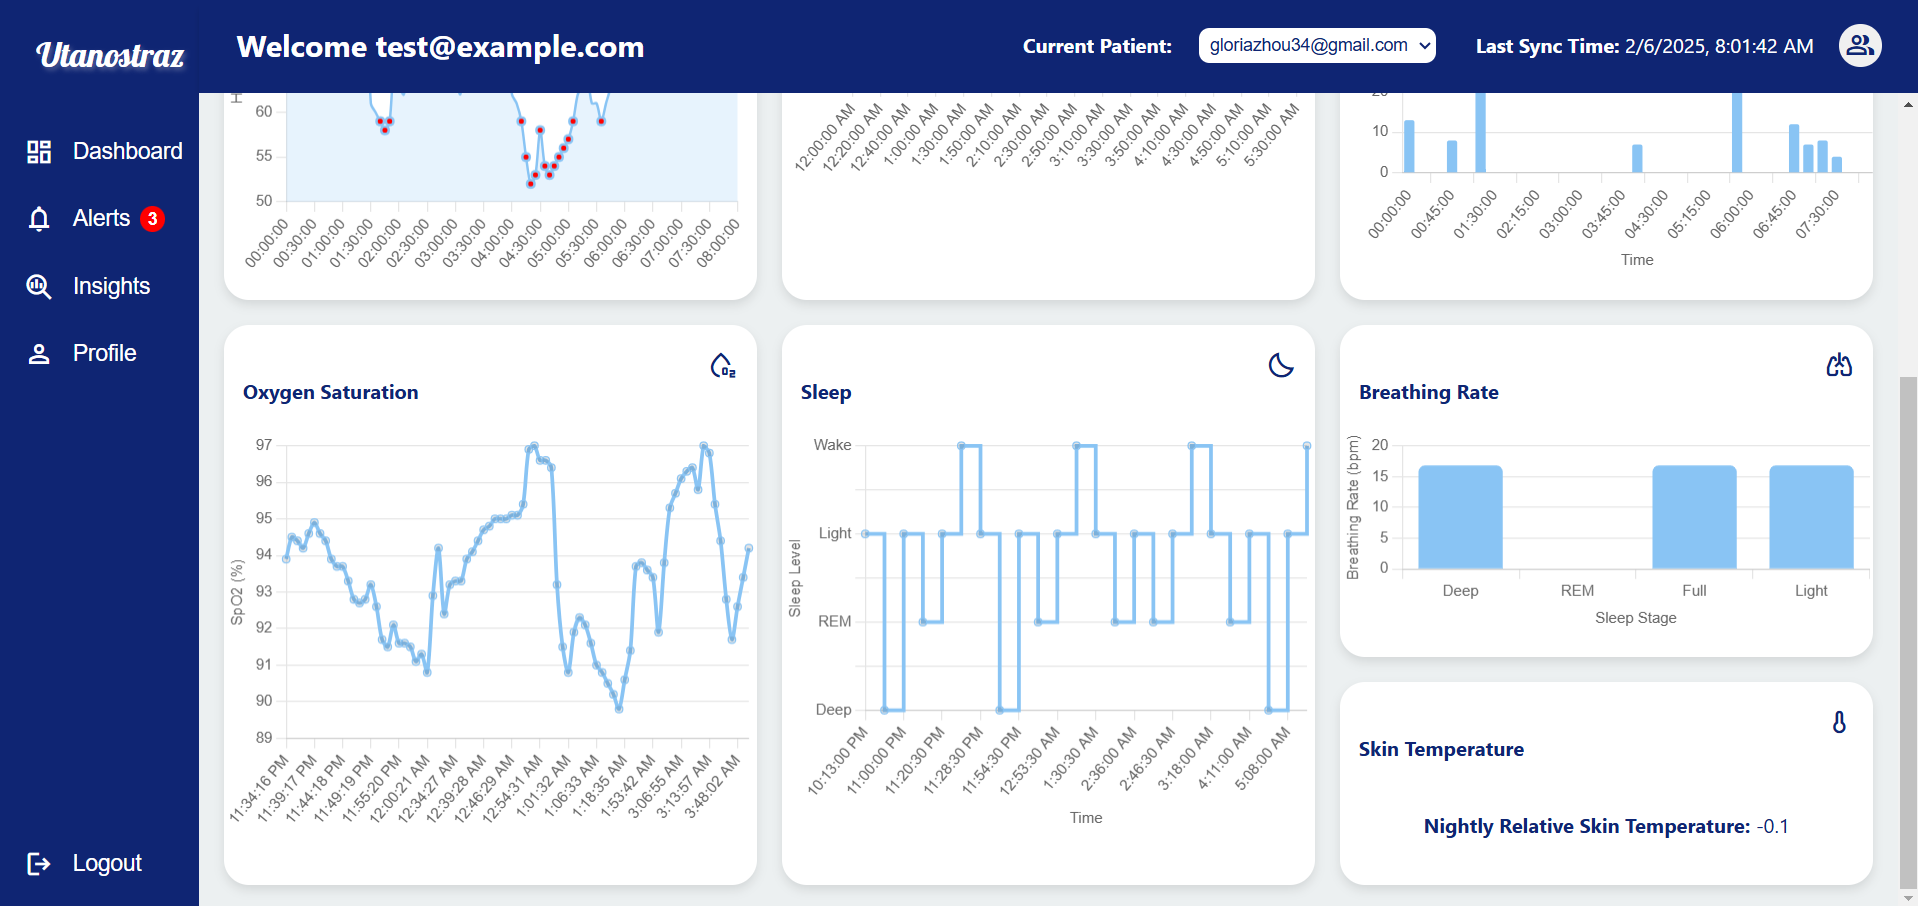 Utanostraz
Welcome test@example.com
Current Patient:
gloriazhou34@gmail.com
Last Sync Time: 2/6/2025, 8:01:42 AM
Dashboard
Alerts 3
Insights
Profile
Logout
60
55
50
00:00:00
00:30:00
01:00:00
01:30:00
02:00:00
02:30:00
03:00:00
03:30:00
04:00:00
04:30:00
05:00:00
05:30:00
06:00:00
06:30:00
07:00:00
07:30:00
08:00:00
12:00:00 AM
12:20:00 AM
12:40:00 AM
1:00:00 AM
1:30:00 AM
1:50:00 AM
2:10:00 AM
2:30:00 AM
2:50:00 AM
3:10:00 AM
3:30:00 AM
3:50:00 AM
4:10:00 AM
4:30:00 AM
4:50:00 AM
5:10:00 AM
5:30:00 AM
20
10
0
00:00:00
00:45:00
01:30:00
02:15:00
03:00:00
03:45:00
04:30:00
05:15:00
06:00:00
06:45:00
07:30:00
Time
Oxygen Saturation
SpO2 (%)
97
96
95
94
93
92
91
90
89
11:34:16 PM
11:39:17 PM
11:44:18 PM
11:49:19 PM
11:55:20 PM
12:00:21 AM
12:34:27 AM
12:39:28 AM
12:46:29 AM
12:54:31 AM
1:01:32 AM
1:06:33 AM
1:18:35 AM
1:53:42 AM
3:06:55 AM
3:13:57 AM
3:48:02 AM
Sleep
Sleep Level
Wake
Light
REM
Deep
10:13:00 PM
11:00:00 PM
11:20:30 PM
11:28:30 PM
11:54:30 PM
12:53:30 AM
1:30:30 AM
2:36:00 AM
2:46:30 AM
3:18:00 AM
4:11:00 AM
5:08:00 AM
Time
Breathing Rate
Breathing Rate (bpm)
20
15
10
5
0
Deep
REM
Full
Light
Sleep Stage
Skin Temperature
Nightly Relative Skin Temperature: -0.1